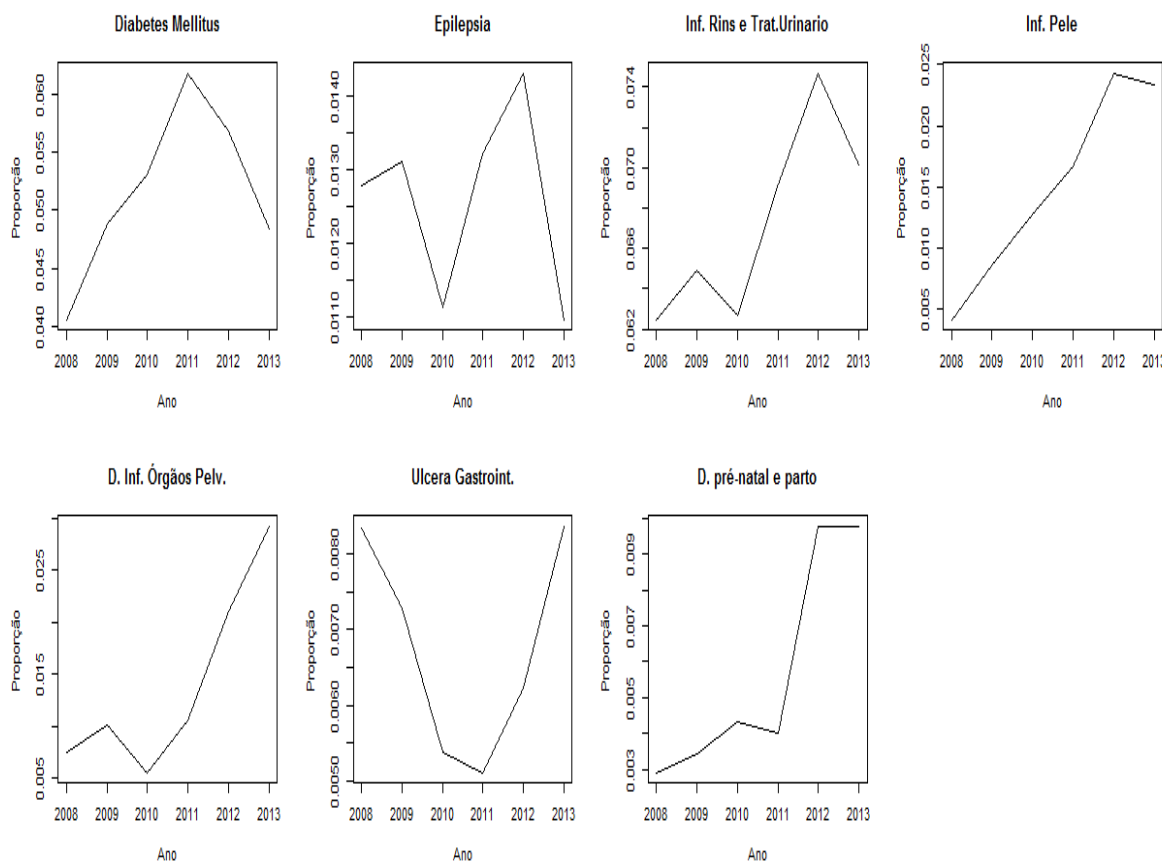 Diabetes Mellitus
Proporção
0.040 0.045 0.050 0.055 0.060
2008 2009 2010 2011 2012 2013
Ano
Epilepsia
Proporção
0.0110 0.0120 0.0130 0.0140
2008 2009 2010 2011 2012 2013
Ano
Inf. Rins e Trat.Urinario
Proporção
0.062 0.066 0.070 0.074
2008 2009 2010 2011 2012 2013
Ano
Inf. Pele
Proporção
0.005 0.010 0.015 0.020 0.025
2008 2009 2010 2011 2012 2013
Ano
D. Inf. Órgãos Pelv.
Proporção
0.005 0.015 0.025
2008 2009 2010 2011 2012 2013
Ano
Ulcera Gastroint.
Proporção
0.0050 0.0060 0.0070 0.0080
2008 2009 2010 2011 2012 2013
Ano
D. pré-natal e parto
Proporção
0.003 0.005 0.007 0.009
2008 2009 2010 2011 2012 2013
Ano